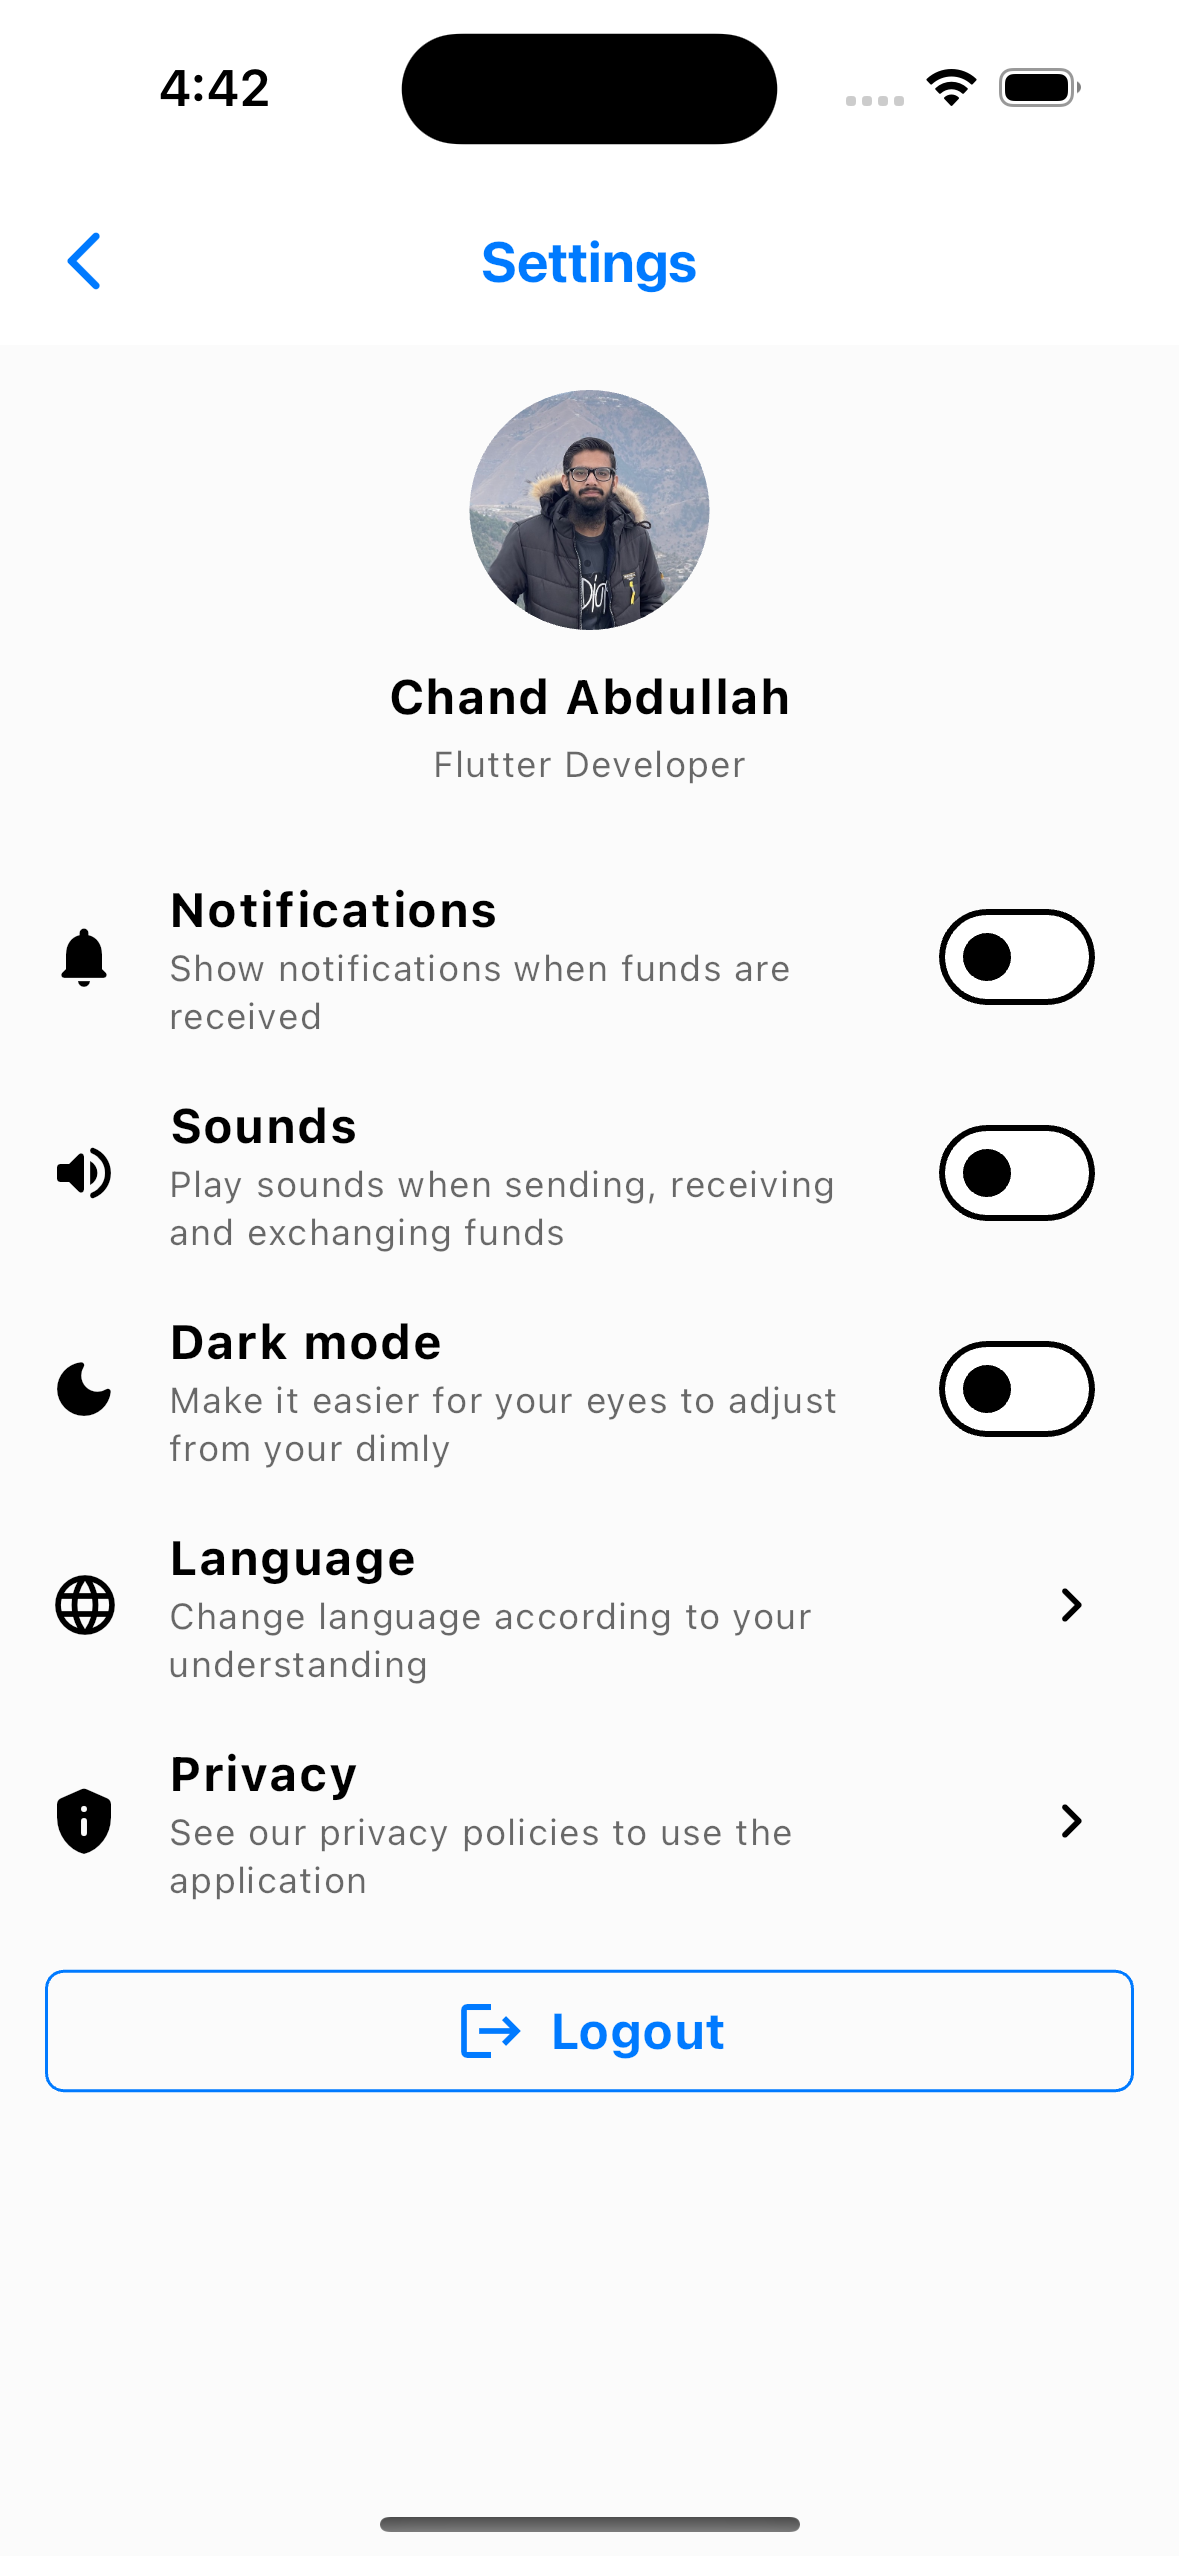 4:42
Settings
Chand Abdullah
Flutter Developer
Notifications
Show notifications when funds are
received
Sounds
Play sounds when sending, receiving
and exchanging funds
Dark mode
Make it easier for your eyes to adjust
from your dimly
Language
Change language according to your
understanding
Privacy
See our privacy policies to use the
application
Logout